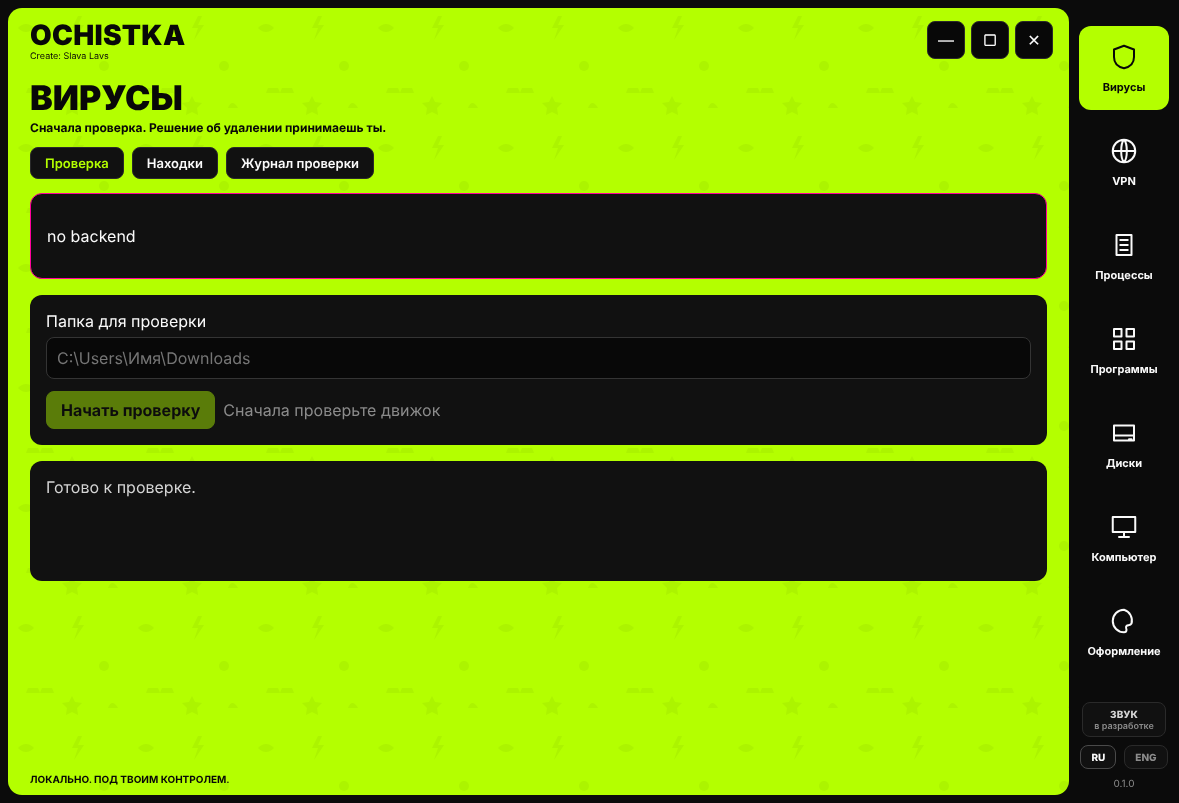 OCHISTKA
Create: Slava Lavs
ВИРУСЫ
Сначала проверка. Решение об удалении принимаешь ты.
Проверка
Находки
Журнал проверки
no backend
Папка для проверки
C:\Users\Имя\Downloads
Начать проверку
Сначала проверьте движок
Готово к проверке.
ЛОКАЛЬНО. ПОД ТВОИМ КОНТРОЛЕМ.
Вирусы
VPN
Процессы
Программы
Диски
Компьютер
Оформление
ЗВУК
в разработке
RU
ENG
0.1.0